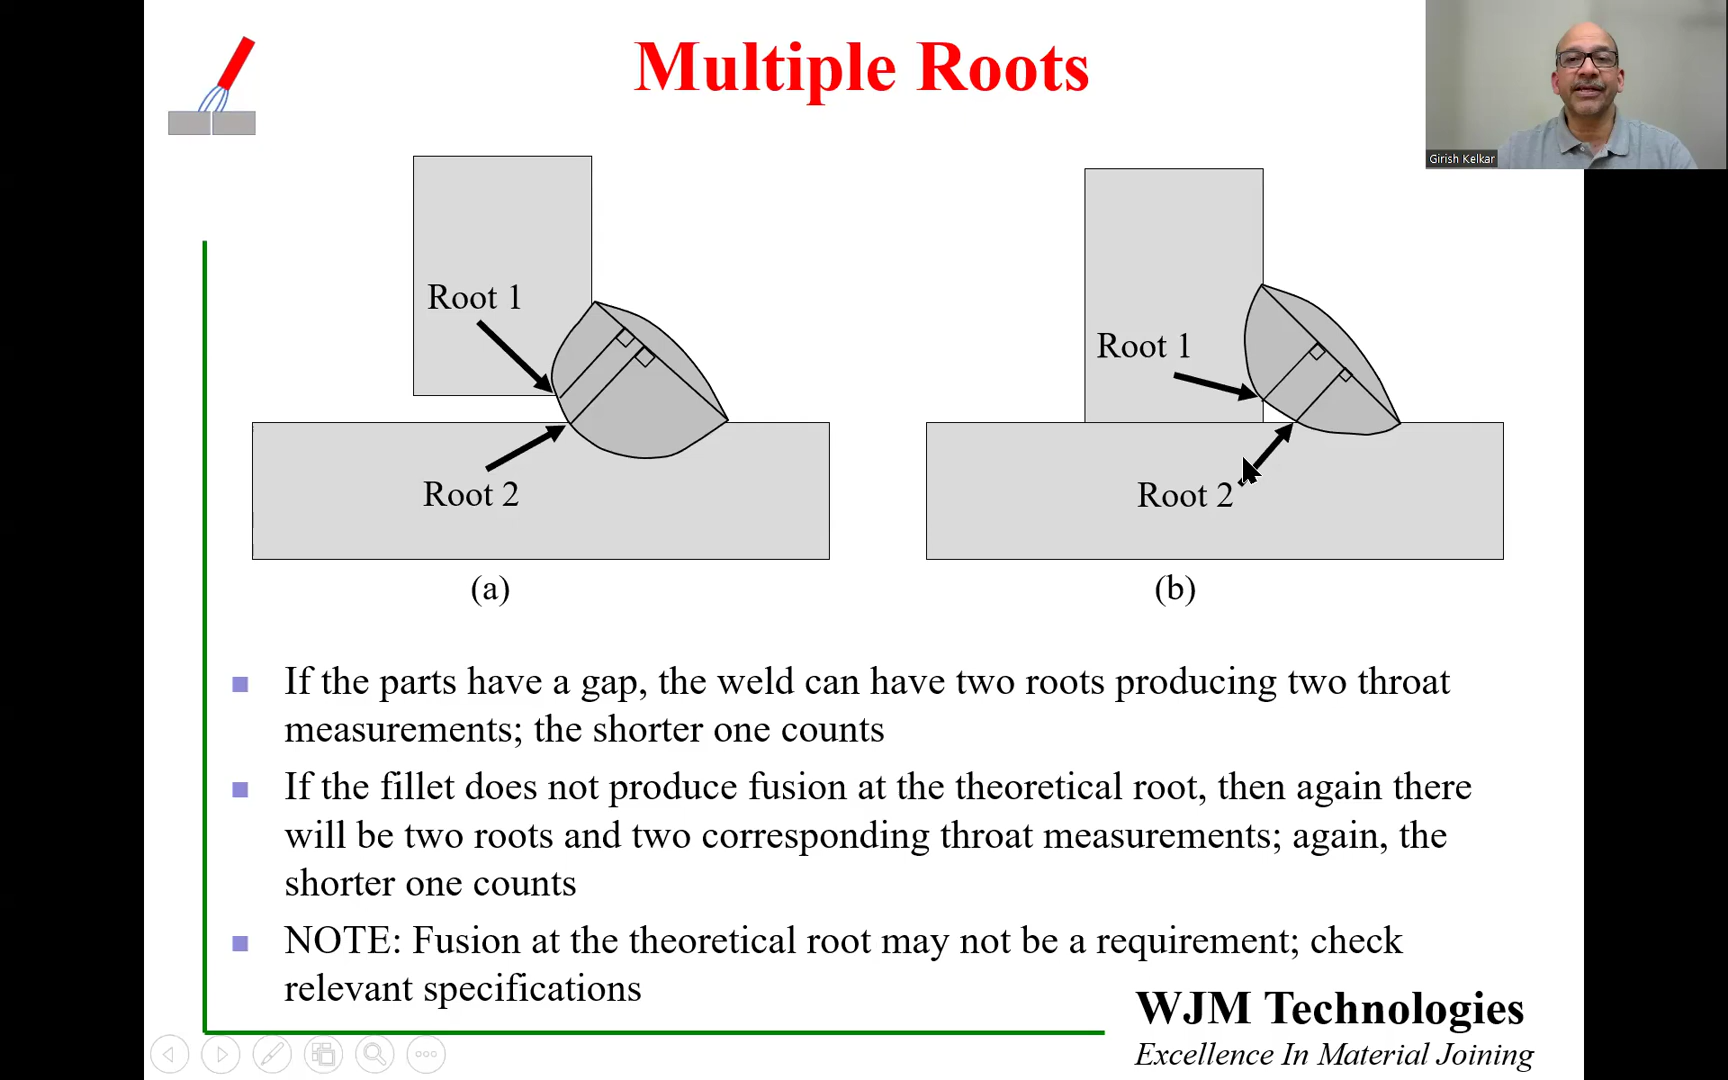 Multiple Roots
Girish Kelkar
Root 1
Root 2
(a)
Root 1
Root 2
(b)
If the parts have a gap, the weld can have two roots producing two throat
measurements; the shorter one counts
If the fillet does not produce fusion at the theoretical root, then again there
will be two roots and two corresponding throat measurements; again, the
shorter one counts
NOTE: Fusion at the theoretical root may not be a requirement; check
relevant specifications
WJM Technologies
Excellence In Material Joining